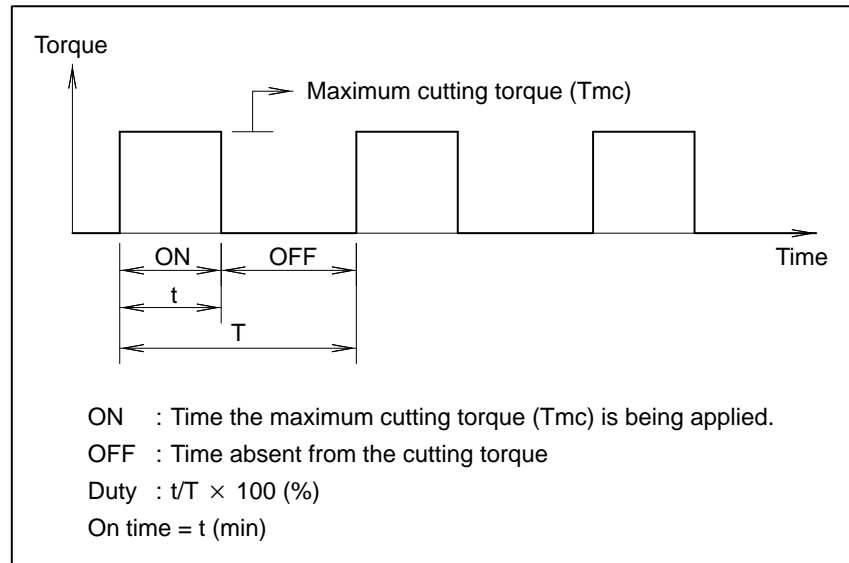 Torque
Maximum cutting torque (Tmc)
ON OFF
Time
t
T
ON : Time the maximum cutting torque (Tmc) is being applied.
OFF : Time absent from the cutting torque
Duty : t/T × 100 (%)
On time = t (min)